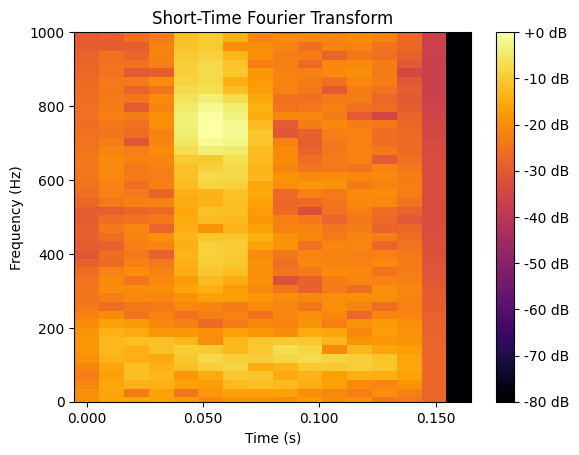 Short-Time Fourier Transform
1000
800
600
400
200
0
Frequency (Hz)
0.000
0.050
0.100
0.150
Time (s)
+0 dB
-10 dB
-20 dB
-30 dB
-40 dB
-50 dB
-60 dB
-70 dB
-80 dB